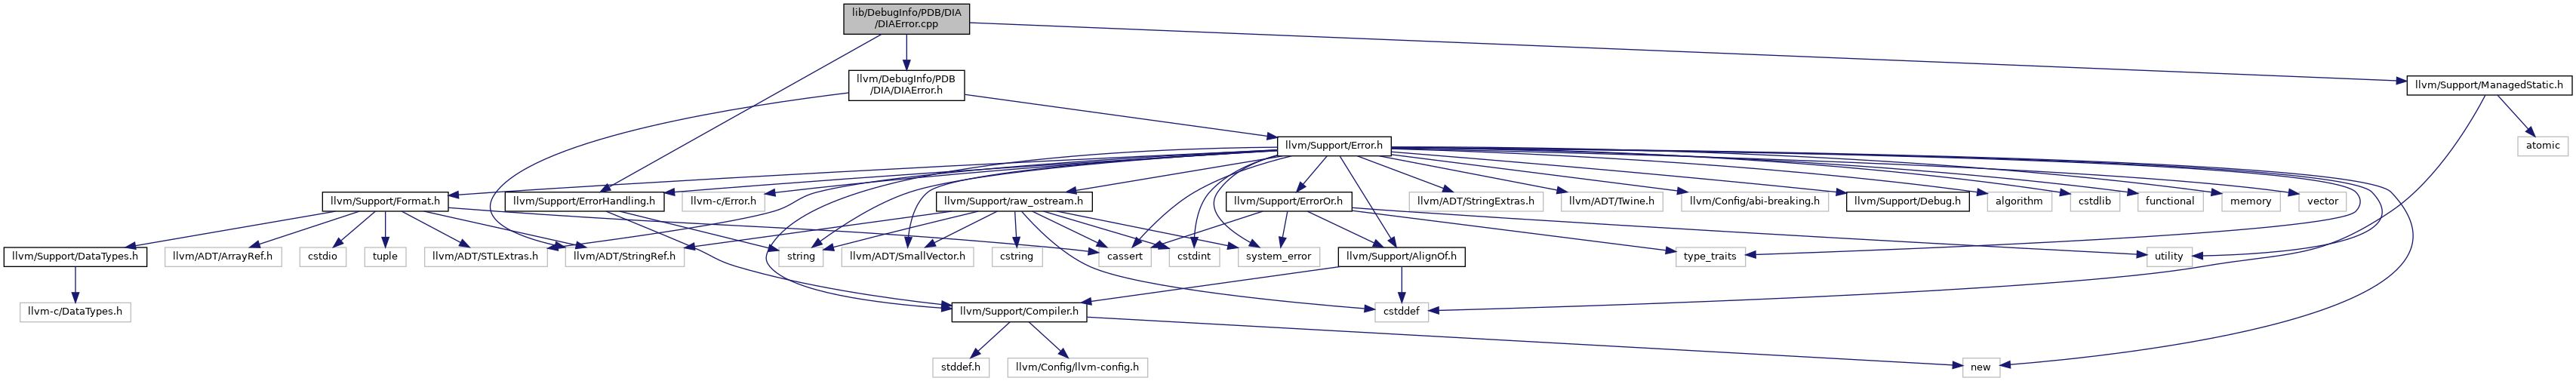 lib/DebugInfo/PDB/DIA
/DIAError.cpp
llvm/DebugInfo/PDB
/DIA/DIAError.h
llvm/Support/ManagedStatic.h
llvm/Support/Error.h
atomic
llvm/Support/Format.h
llvm/Support/ErrorHandling.h
llvm-c/Error.h
llvm/Support/raw_ostream.h
llvm/Support/ErrorOr.h
llvm/ADT/StringExtras.h
llvm/ADT/Twine.h
llvm/Config/abi-breaking.h
llvm/Support/Debug.h
algorithm
cstdlib
functional
memory
vector
llvm/Support/DataTypes.h
llvm/ADT/ArrayRef.h
cstdio
tuple
llvm/ADT/STLExtras.h
llvm/ADT/StringRef.h
string
llvm/ADT/SmallVector.h
cstring
cassert
cstdint
system_error
llvm/Support/AlignOf.h
type_traits
utility
llvm-c/DataTypes.h
llvm/Support/Compiler.h
cstddef
stddef.h
llvm/Config/llvm-config.h
new